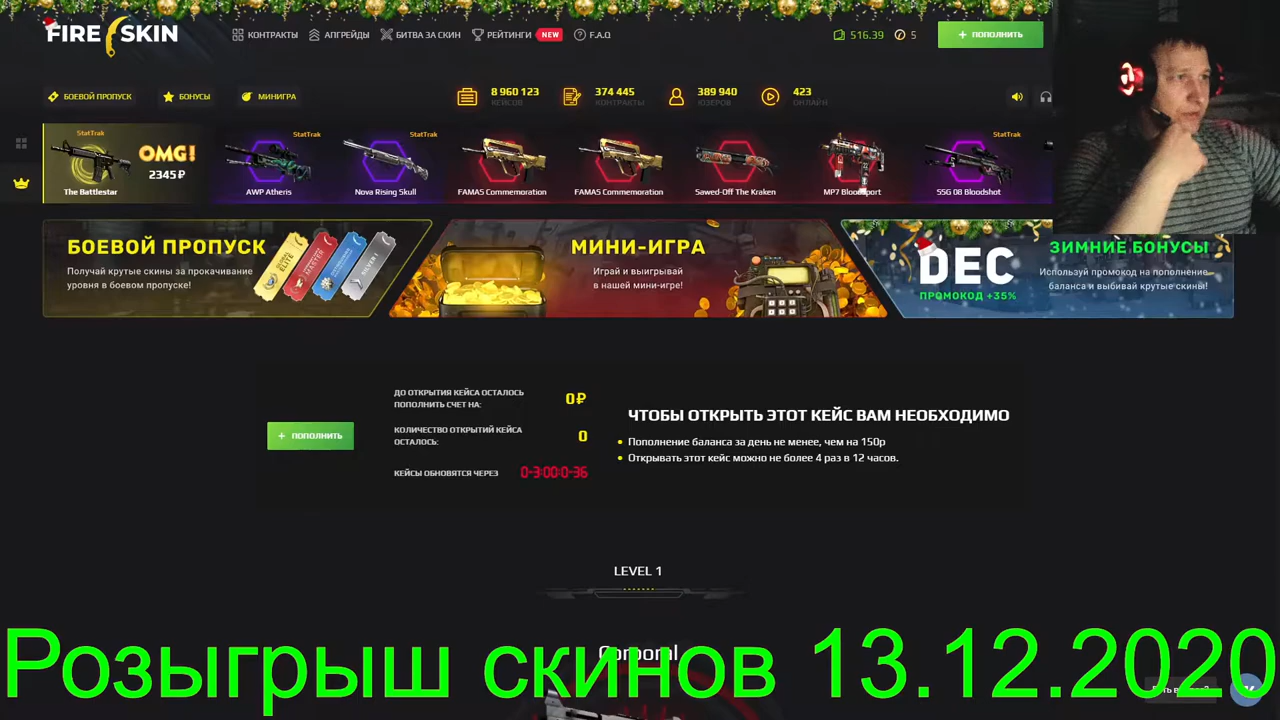 FIRE SKIN
КОНТРАКТЫ
АПГРЕЙДЫ
БИТВА ЗА СКИН
РЕЙТИНГИ NEW
F.A.Q
516.39
5
+ ПОПОЛНИТЬ
БОЕВОЙ ПРОПУСК
БОНУСЫ
МИНИГРА
8 960 123
КЕЙСОВ
374 445
КОНТРАКТЫ
389 940
ЮЗЕРОВ
423
ОНЛАЙН
StatTrak
The Battlestar
OMG!
2345₽
StatTrak
AWP Atheris
StatTrak
Nova Rising Skull
FAMAS Commemoration
FAMAS Commemoration
Sawed-Off The Kraken
MP7 Bloodsport
StatTrak
SSG 08 Bloodshot
БОЕВОЙ ПРОПУСК
Получай крутые скины за прокачивание
уровня в боевом пропуске!
МИНИ-ИГРА
Играй и выигрывай
в нашей мини-игре!
DEC
ПРОМОКОД +35%
ЗИМНИЕ БОНУСЫ
Используй промокод на пополнение
баланса и выбивай крутые скины!
+ ПОПОЛНИТЬ
ДО ОТКРЫТИЯ КЕЙСА ОСТАЛОСЬ
ПОПОЛНИТЬ СЧЕТ НА:
0₽
КОЛИЧЕСТВО ОТКРЫТИЙ КЕЙСА
ОСТАЛОСЬ:
0
КЕЙСЫ ОБНОВЯТСЯ ЧЕРЕЗ
0-3:00:0-36
ЧТОБЫ ОТКРЫТЬ ЭТОТ КЕЙС ВАМ НЕОБХОДИМО
Пополнение баланса за день не менее, чем на 150р
Открывать этот кейс можно не более 4 раз в 12 часов.
LEVEL 1
Corporal
Розыгрыш скинов 13.12.2020